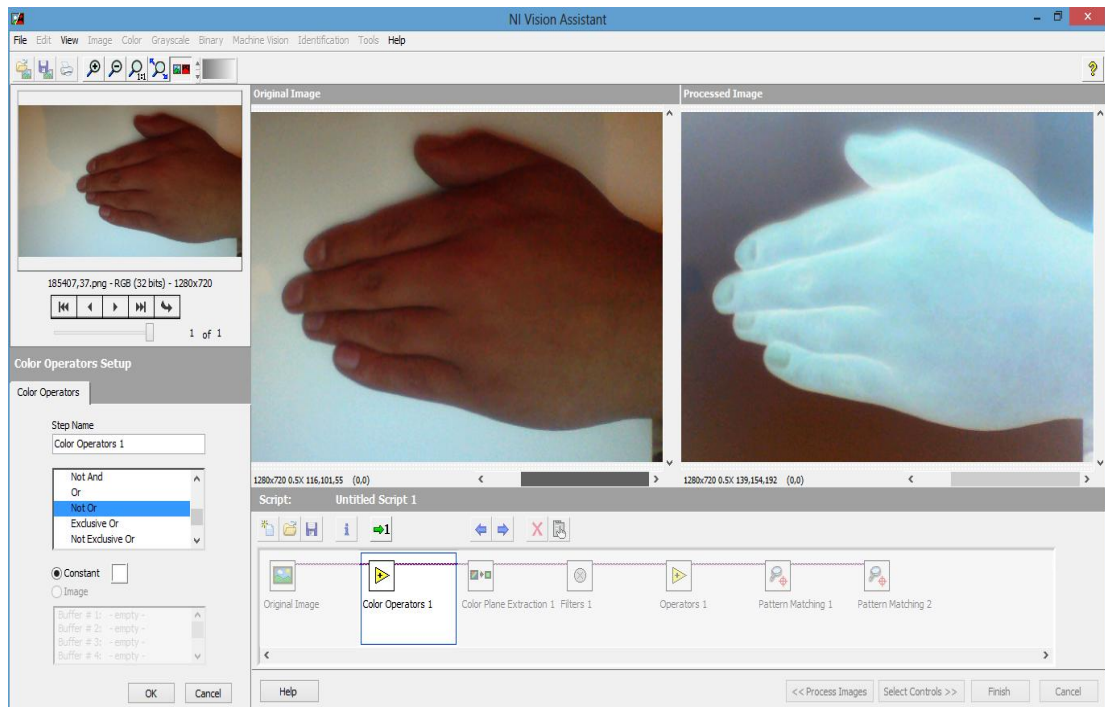 NI Vision Assistant
File Edit View Image Color Grayscale Binary Machine Vision Identification Tools Help
1:1
?
185407,37.png - RGB (32 bits) - 1280x720
1 of 1
Color Operators Setup
Color Operators
Step Name
Color Operators 1
Not And
Or
Not Or
Exclusive Or
Not Exclusive Or
Constant
Image
Buffer # 1: - empty -
Buffer # 2: - empty -
Buffer # 3: - empty -
Buffer # 4: - empty -
OK Cancel
Original Image
Processed Image
1280x720 0.5X 116,101,55 (0,0)
1280x720 0.5X 139,154,192 (0,0)
Script: Untitled Script 1
i 1
Original Image Color Operators 1 Color Plane Extraction 1 Filters 1 Operators 1 Pattern Matching 1 Pattern Matching 2
Help << Process Images Select Controls >> Finish Cancel